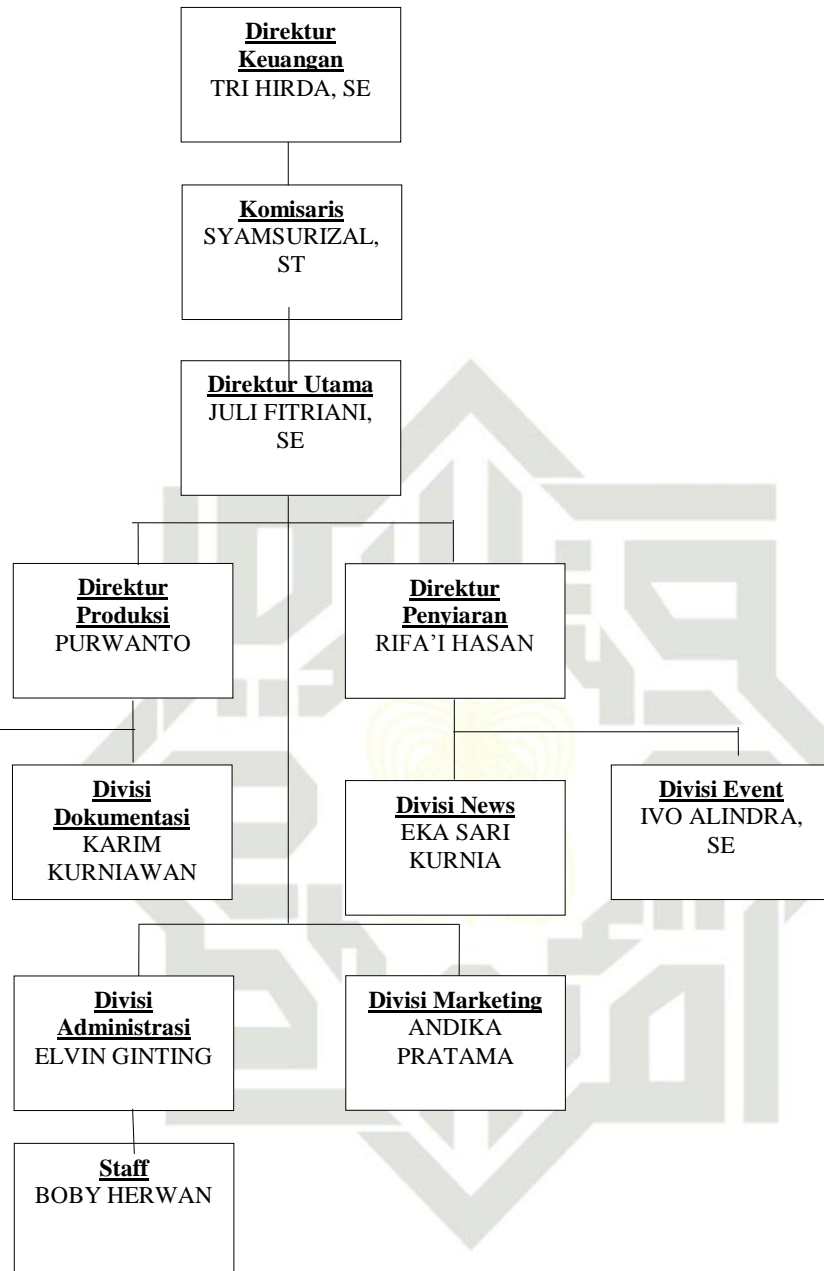 Direktur
Keuangan
TRI HIRDA, SE
Komisaris
SYAMSURIZAL,
ST
Direktur Utama
JULI FITRIANI,
SE
Direktur
Produksi
PURWANTO
Direktur
Penyiaran
RIFA’I HASAN
Divisi
Dokumentasi
KARIM
KURNIAWAN
Divisi News
EKA SARI
KURNIA
Divisi Event
IVO ALINDRA,
SE
Divisi
Administrasi
ELVIN GINTING
Divisi Marketing
ANDIKA
PRATAMA
Staff
BOBY HERWAN